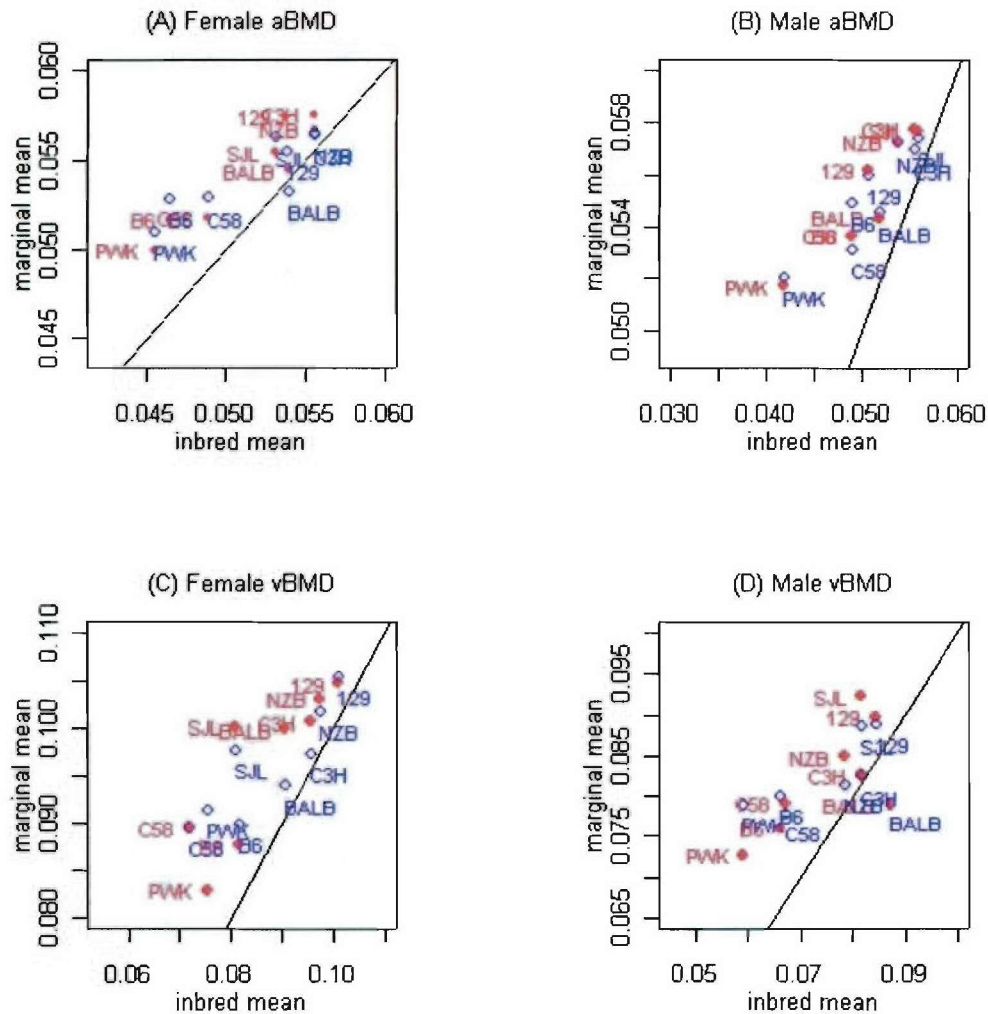 (A) Female aBMD
marginal mean
0.060
0.055
0.050
0.045
129
C3H
NZB
SJL
SJL
NZB
BALB
129
BALB
B6
B6
C58
PWK
PWK
0.045 0.050 0.055 0.060
inbred mean
(B) Male aBMD
marginal mean
0.058
0.054
0.050
NZB
NZB
129
129
BALB
B6
BALB
C58
PWK
PWK
0.030 0.040 0.050 0.060
inbred mean
(C) Female vBMD
marginal mean
0.110
0.100
0.090
0.080
129
NZB
129
SJL
BALB
C3H
NZB
SJL
C3H
BALB
C58
PWK
C58
B6
PWK
0.06 0.08 0.10
inbred mean
(D) Male vBMD
marginal mean
0.095
0.085
0.075
0.065
SJL
129
SJL
129
NZB
C3H
C3H
C58
B6
BALB
PWK
B6
C58
PWK
0.05 0.07 0.09
inbred mean